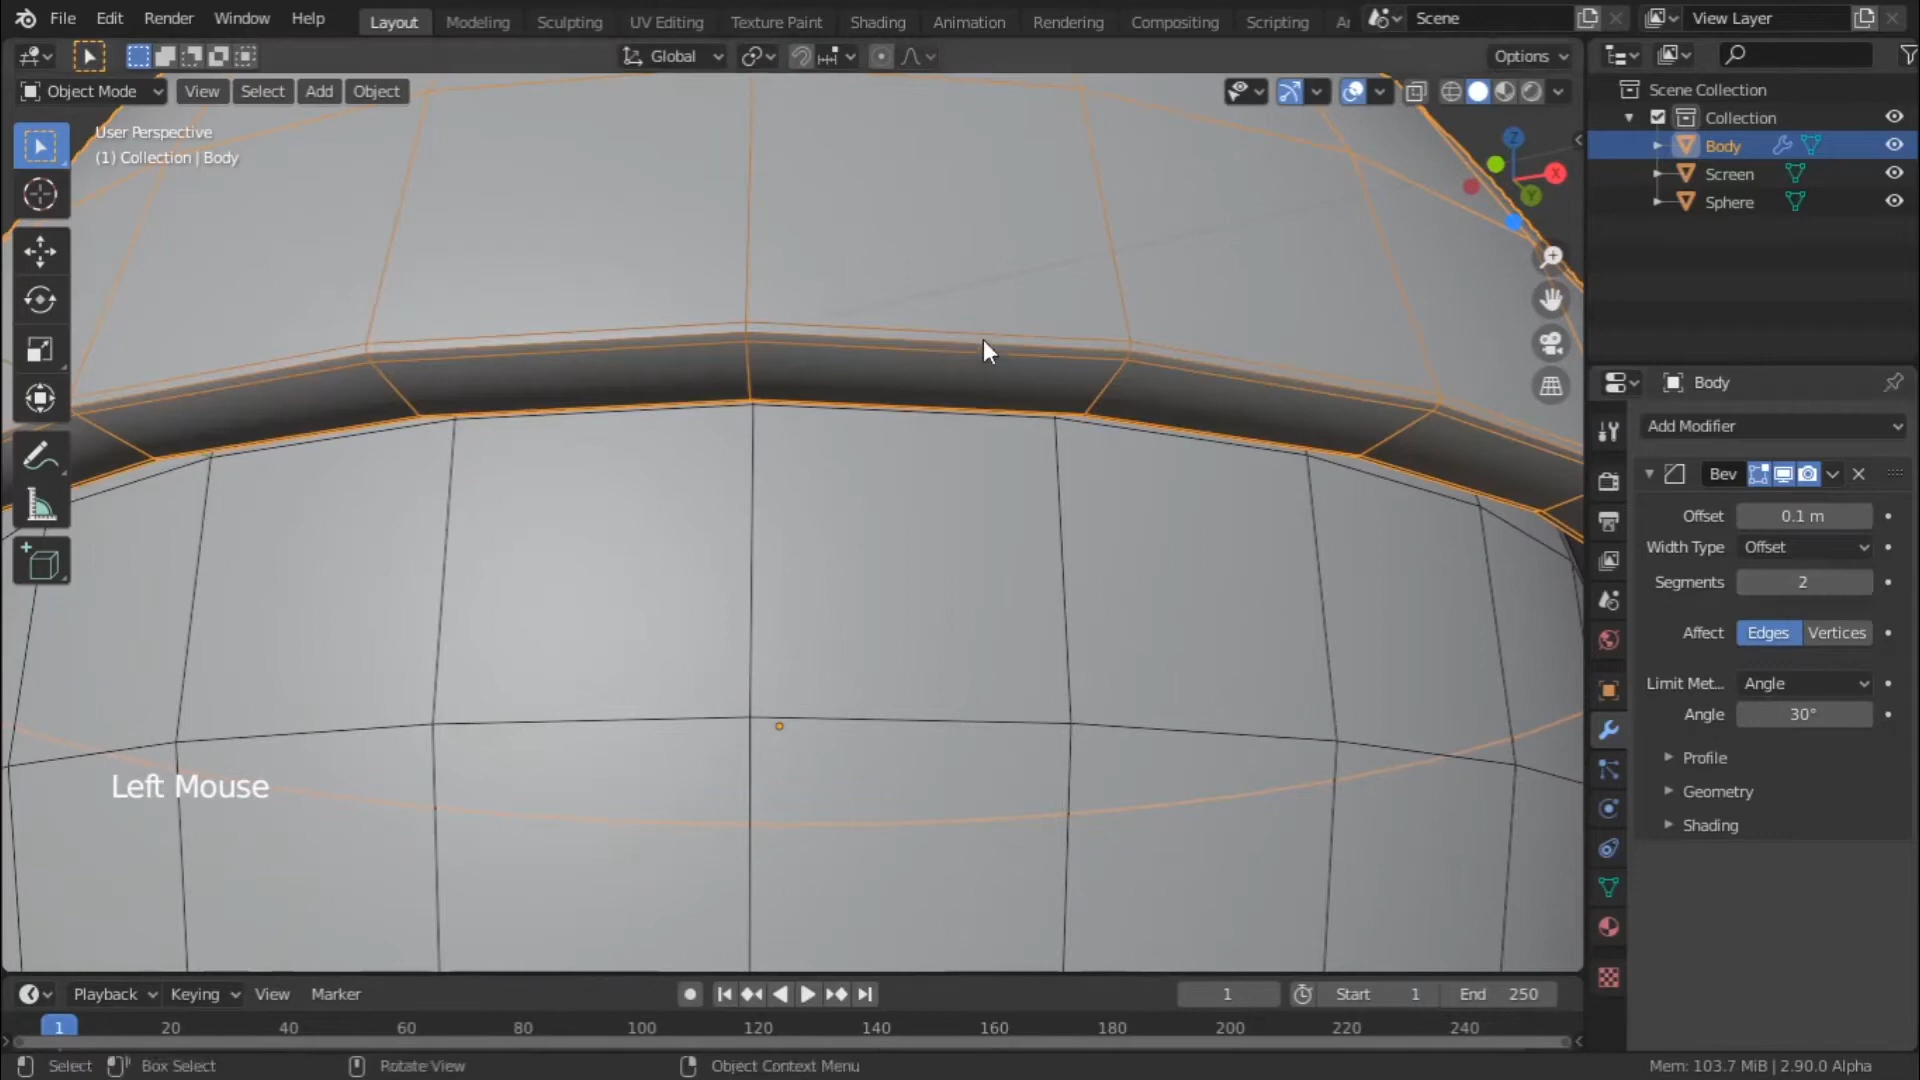 File Edit Render Window Help Layout Modeling Sculpting UV Editing Texture Paint Shading Animation Rendering Compositing Scripting Ar Scene View Layer
Global Options
Object Mode View Select Add Object
User Perspective
(1) Collection | Body
Z
X
Y
Scene Collection
Collection
Body
Screen
Sphere
Body
Add Modifier
Bev
Offset 0.1 m
Width Type Offset
Segments 2
Affect Edges Vertices
Limit Met... Angle
Angle 30°
Profile
Geometry
Shading
Left Mouse
Playback Keying View Marker 1 Start 1 End 250
1 20 40 60 80 100 120 140 160 180 200 220 240
Select Box Select Rotate View Object Context Menu Mem: 103.7 MiB | 2.90.0 Alpha